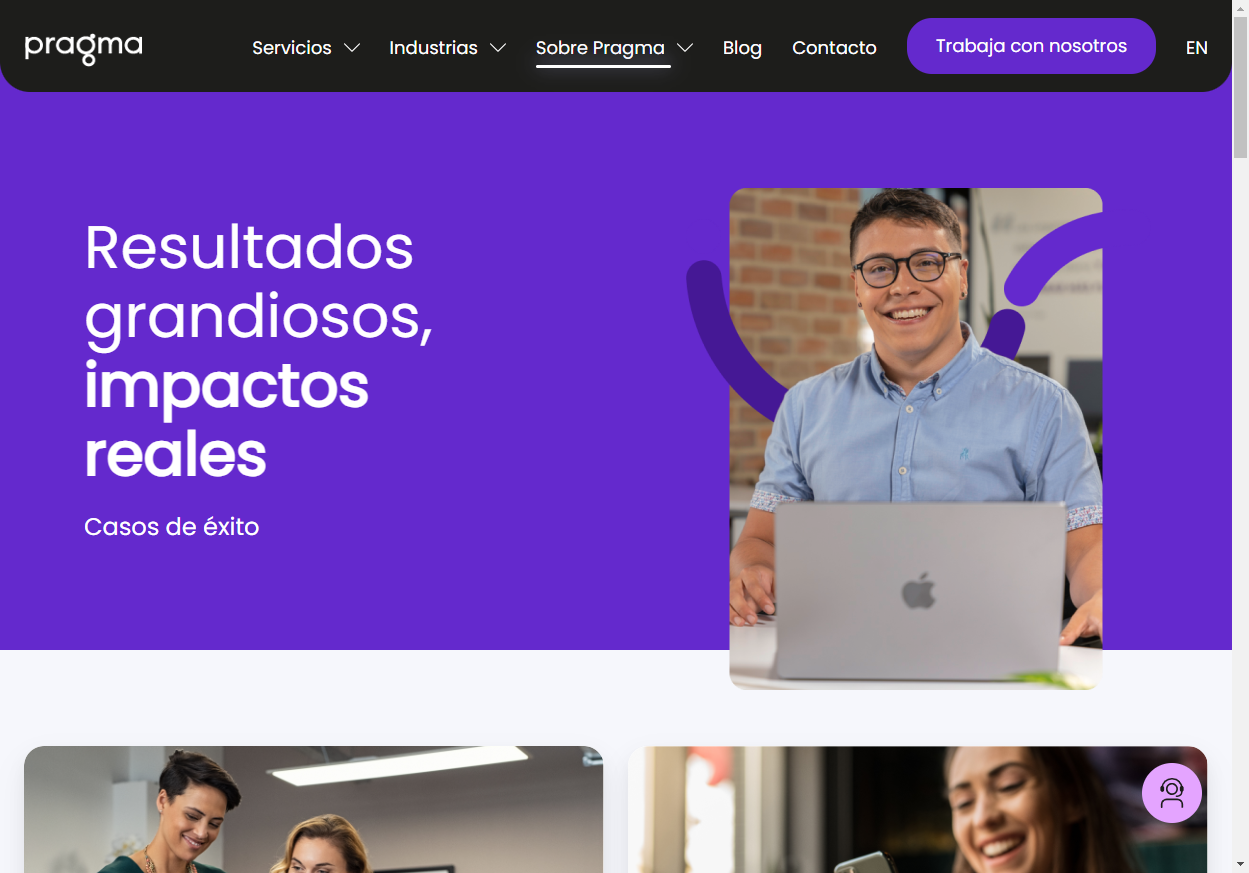 pragma
Servicios
Industrias
Sobre Pragma
Blog
Contacto
Trabaja con nosotros
EN
Resultados
grandiosos,
impactos
reales
Casos de éxito